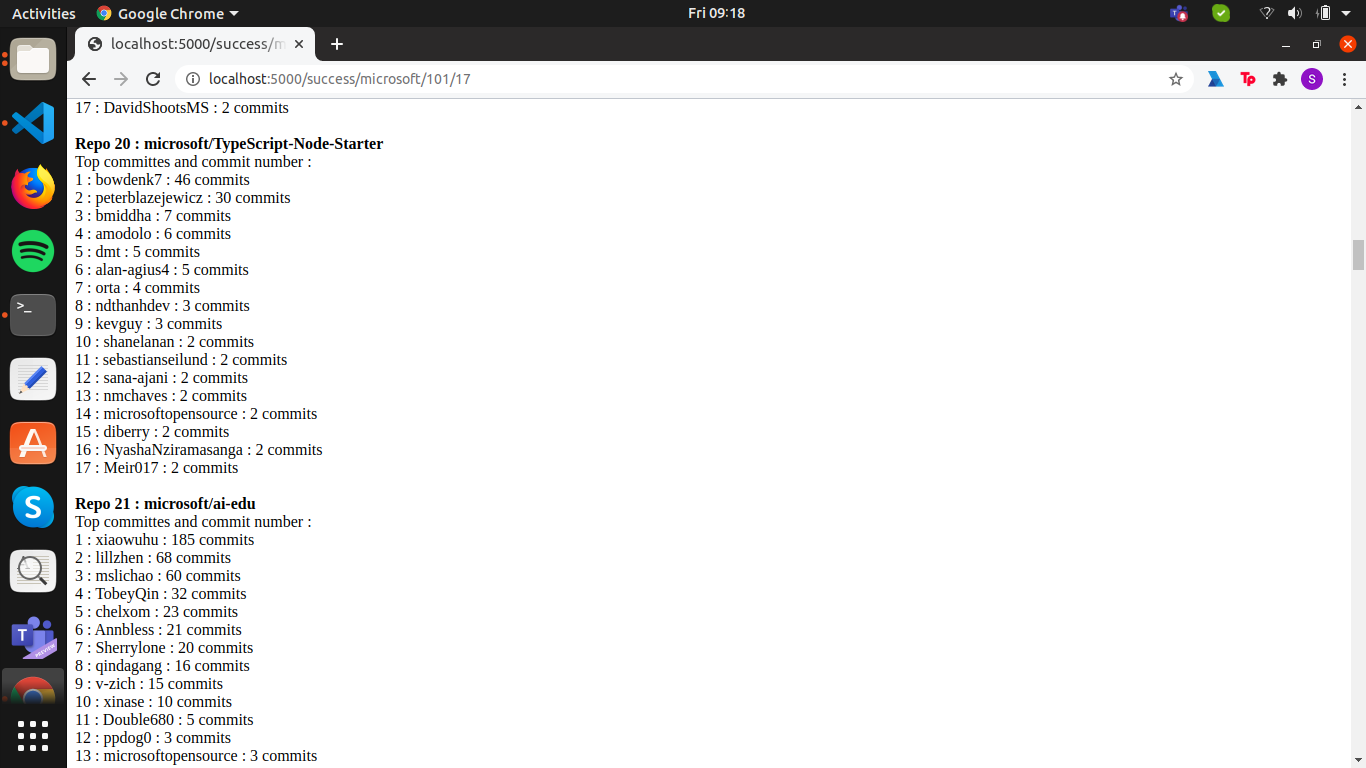 Activities
Google Chrome
Fri 09:18
localhost:5000/success/m
localhost:5000/success/microsoft/101/17
Tp
S
17 : DavidShootsMS : 2 commits
Repo 20 : microsoft/TypeScript-Node-Starter
Top committes and commit number :
1 : bowdenk7 : 46 commits
2 : peterblazejewicz : 30 commits
3 : bmiddha : 7 commits
4 : amodolo : 6 commits
5 : dmt : 5 commits
6 : alan-agius4 : 5 commits
7 : orta : 4 commits
8 : ndthanhdev : 3 commits
9 : kevguy : 3 commits
10 : shanelanan : 2 commits
11 : sebastianseilund : 2 commits
12 : sana-ajani : 2 commits
13 : nmchaves : 2 commits
14 : microsoftopensource : 2 commits
15 : diberry : 2 commits
16 : NyashaNziramasanga : 2 commits
17 : Meir017 : 2 commits
Repo 21 : microsoft/ai-edu
Top committes and commit number :
1 : xiaowuhu : 185 commits
2 : lillzhen : 68 commits
3 : mslichao : 60 commits
4 : TobeyQin : 32 commits
5 : chelxom : 23 commits
6 : Annbless : 21 commits
7 : Sherrylone : 20 commits
8 : qindagang : 16 commits
9 : v-zich : 15 commits
10 : xinase : 10 commits
11 : Double680 : 5 commits
12 : ppdog0 : 3 commits
13 : microsoftopensource : 3 commits
>_
A
S
T
PREVIEW